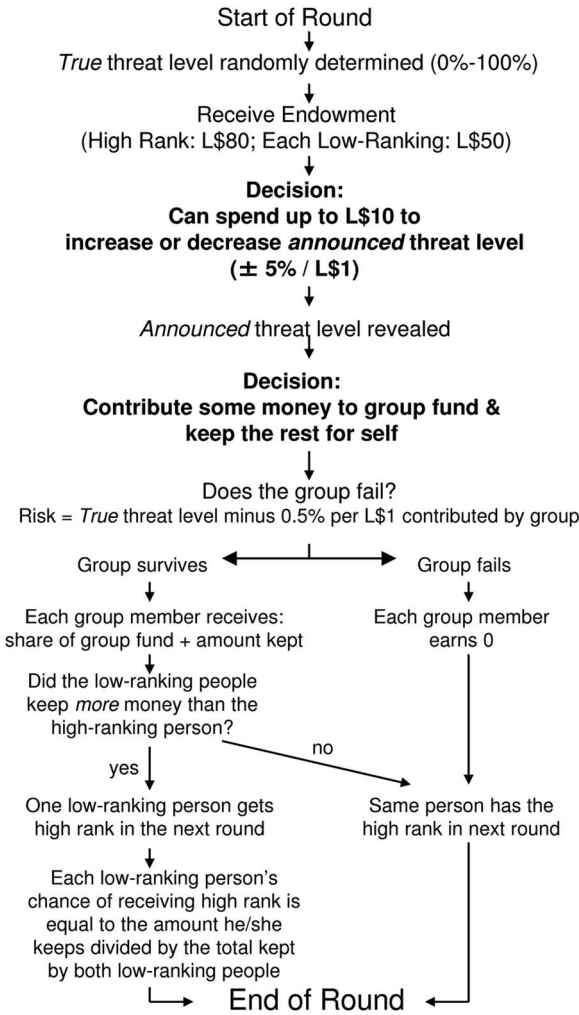 Start of Round
True threat level randomly determined (0%-100%)
Receive Endowment
(High Rank: L$80; Each Low-Ranking: L$50)
Decision:
Can spend up to L$10 to
increase or decrease announced threat level
(± 5% / L$1)
Announced threat level revealed
Decision:
Contribute some money to group fund &
keep the rest for self
Does the group fail?
Risk = True threat level minus 0.5% per L$1 contributed by group
Group survives
Group fails
Each group member receives:
share of group fund + amount kept
Each group member
earns 0
Did the low-ranking people
keep more money than the
high-ranking person?
no
yes
One low-ranking person gets
high rank in the next round
Same person has the
high rank in next round
Each low-ranking person's
chance of receiving high rank is
equal to the amount he/she
keeps divided by the total kept
by both low-ranking people
End of Round